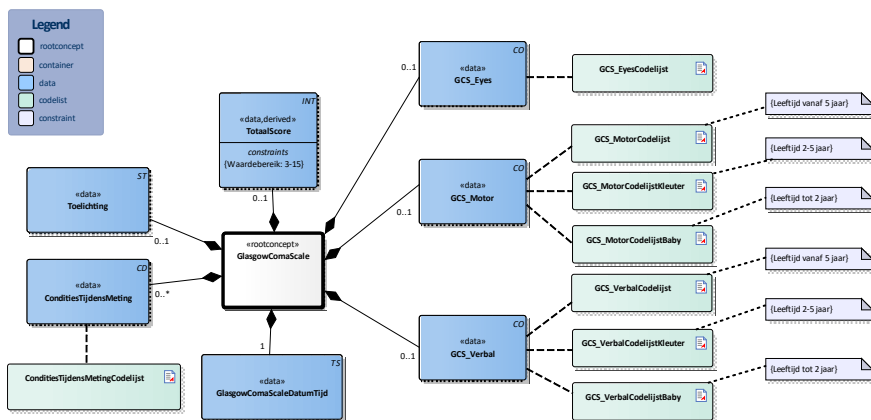 Legend
rootconcept
container
data
codelist
constraint
INT
«data,derived»
TotaalScore
constraints
{Waardebereik: 3-15}
0..1
ST
«data»
Toelichting
0..1
CD
«data»
ConditiesTijdensMeting
0..*
ConditiesTijdensMetingCodelijst
«rootconcept»
GlasgowComaScale
1
TS
«data»
GlasgowComaScaleDatumTijd
CO
«data»
GCS_Eyes
0..1
GCS_EyesCodelijst
CO
«data»
GCS_Motor
0..1
GCS_MotorCodelijst
{Leeftijd vanaf 5 jaar}
GCS_MotorCodelijstKleuter
{Leeftijd 2-5 jaar}
GCS_MotorCodelijstBaby
{Leeftijd tot 2 jaar}
CO
«data»
GCS_Verbal
0..1
GCS_VerbalCodelijst
{Leeftijd vanaf 5 jaar}
GCS_VerbalCodelijstKleuter
{Leeftijd 2-5 jaar}
GCS_VerbalCodelijstBaby
{Leeftijd tot 2 jaar}